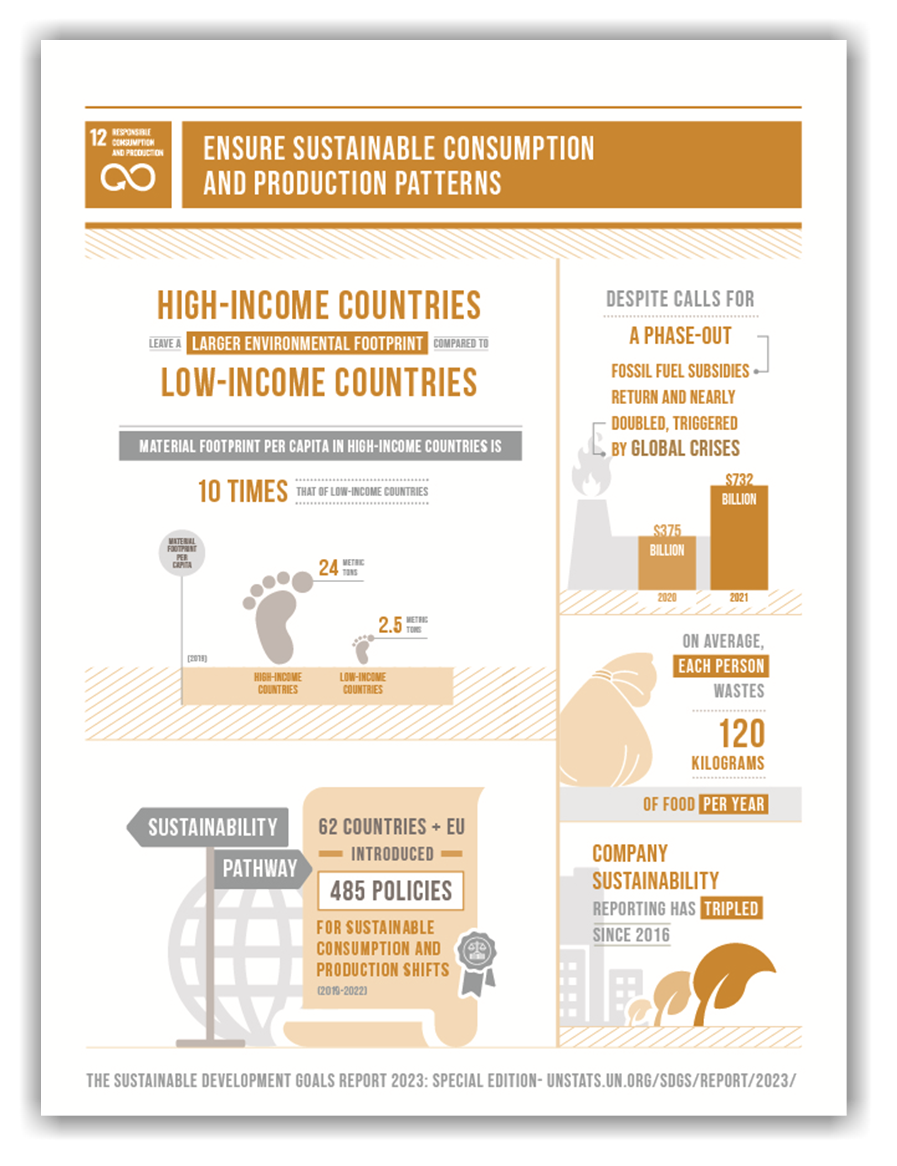 12 RESPONSIBLE
CONSUMPTION
AND PRODUCTION
ENSURE SUSTAINABLE CONSUMPTION
AND PRODUCTION PATTERNS
HIGH-INCOME COUNTRIES
LEAVE A LARGER ENVIRONMENTAL FOOTPRINT COMPARED TO
LOW-INCOME COUNTRIES
MATERIAL FOOTPRINT PER CAPITA IN HIGH-INCOME COUNTRIES IS
10 TIMES THAT OF LOW-INCOME COUNTRIES
MATERIAL
FOOTPRINT
PER
CAPITA
24 METRIC
TONS
2.5 METRIC
TONS
(2019)
HIGH-INCOME
COUNTRIES
LOW-INCOME
COUNTRIES
DESPITE CALLS FOR
A PHASE-OUT
FOSSIL FUEL SUBSIDIES
RETURN AND NEARLY
DOUBLED, TRIGGERED
BY GLOBAL CRISES
$732
BILLION
$375
BILLION
2020 2021
ON AVERAGE,
EACH PERSON
WASTES
120
KILOGRAMS
OF FOOD PER YEAR
SUSTAINABILITY
PATHWAY
62 COUNTRIES + EU
INTRODUCED
485 POLICIES
FOR SUSTAINABLE
CONSUMPTION AND
PRODUCTION SHIFTS
(2019-2022)
COMPANY
SUSTAINABILITY
REPORTING HAS TRIPLED
SINCE 2016
THE SUSTAINABLE DEVELOPMENT GOALS REPORT 2023: SPECIAL EDITION- UNSTATS.UN.ORG/SDGS/REPORT/2023/